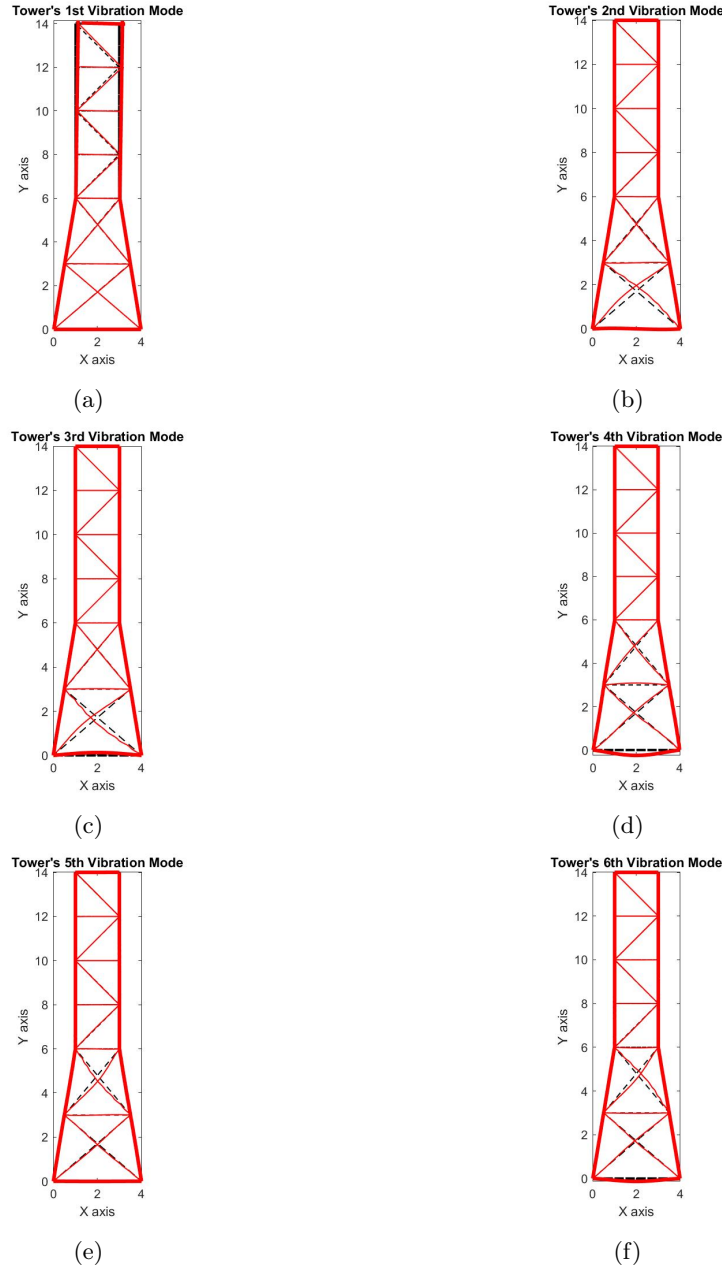 Tower's 1st Vibration Mode
14
12
10
8
6
4
2
0
Y axis
0 2 4
X axis
(a)
Tower's 2nd Vibration Mode
14
12
10
8
6
4
2
0
Y axis
0 2 4
X axis
(b)
Tower's 3rd Vibration Mode
14
12
10
8
6
4
2
0
Y axis
0 2 4
X axis
(c)
Tower's 4th Vibration Mode
14
12
10
8
6
4
2
0
Y axis
0 2 4
X axis
(d)
Tower's 5th Vibration Mode
14
12
10
8
6
4
2
0
Y axis
0 2 4
X axis
(e)
Tower's 6th Vibration Mode
14
12
10
8
6
4
2
0
Y axis
0 2 4
X axis
(f)